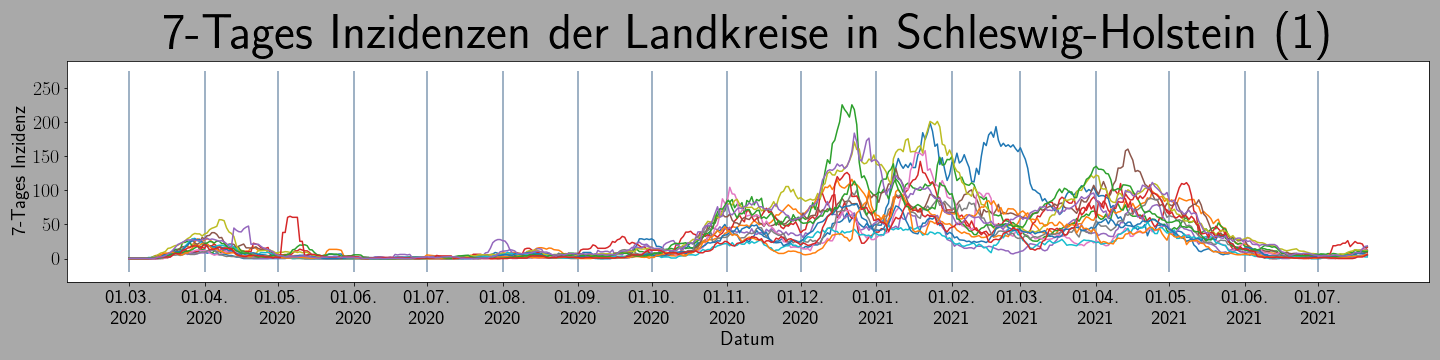 7-Tages Inzidenzen der Landkreise in Schleswig-Holstein (1)
7-Tages Inzidenz
250
200
150
100
50
0
01.03. 01.04. 01.05. 01.06. 01.07. 01.08. 01.09. 01.10. 01.11. 01.12. 01.01. 01.02. 01.03. 01.04. 01.05. 01.06. 01.07.
2020 2020 2020 2020 2020 2020 2020 2020 2020 2020 2021 2021 2021 2021 2021 2021 2021
Datum